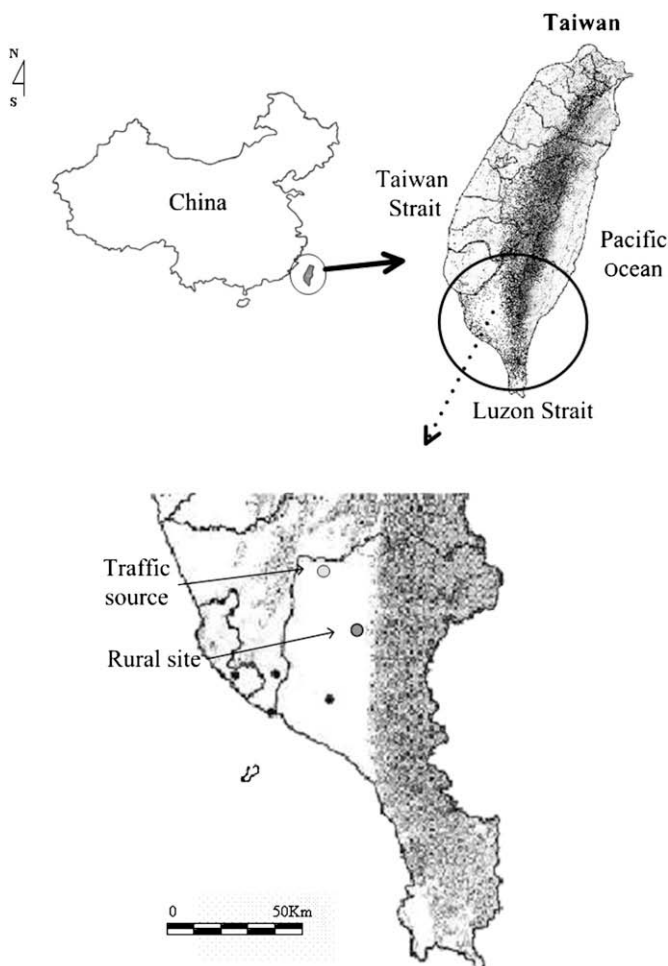 Taiwan
N
S
China
Taiwan
Strait
Pacific
Ocean
Luzon Strait
Traffic
source
Rural site
0 50Km